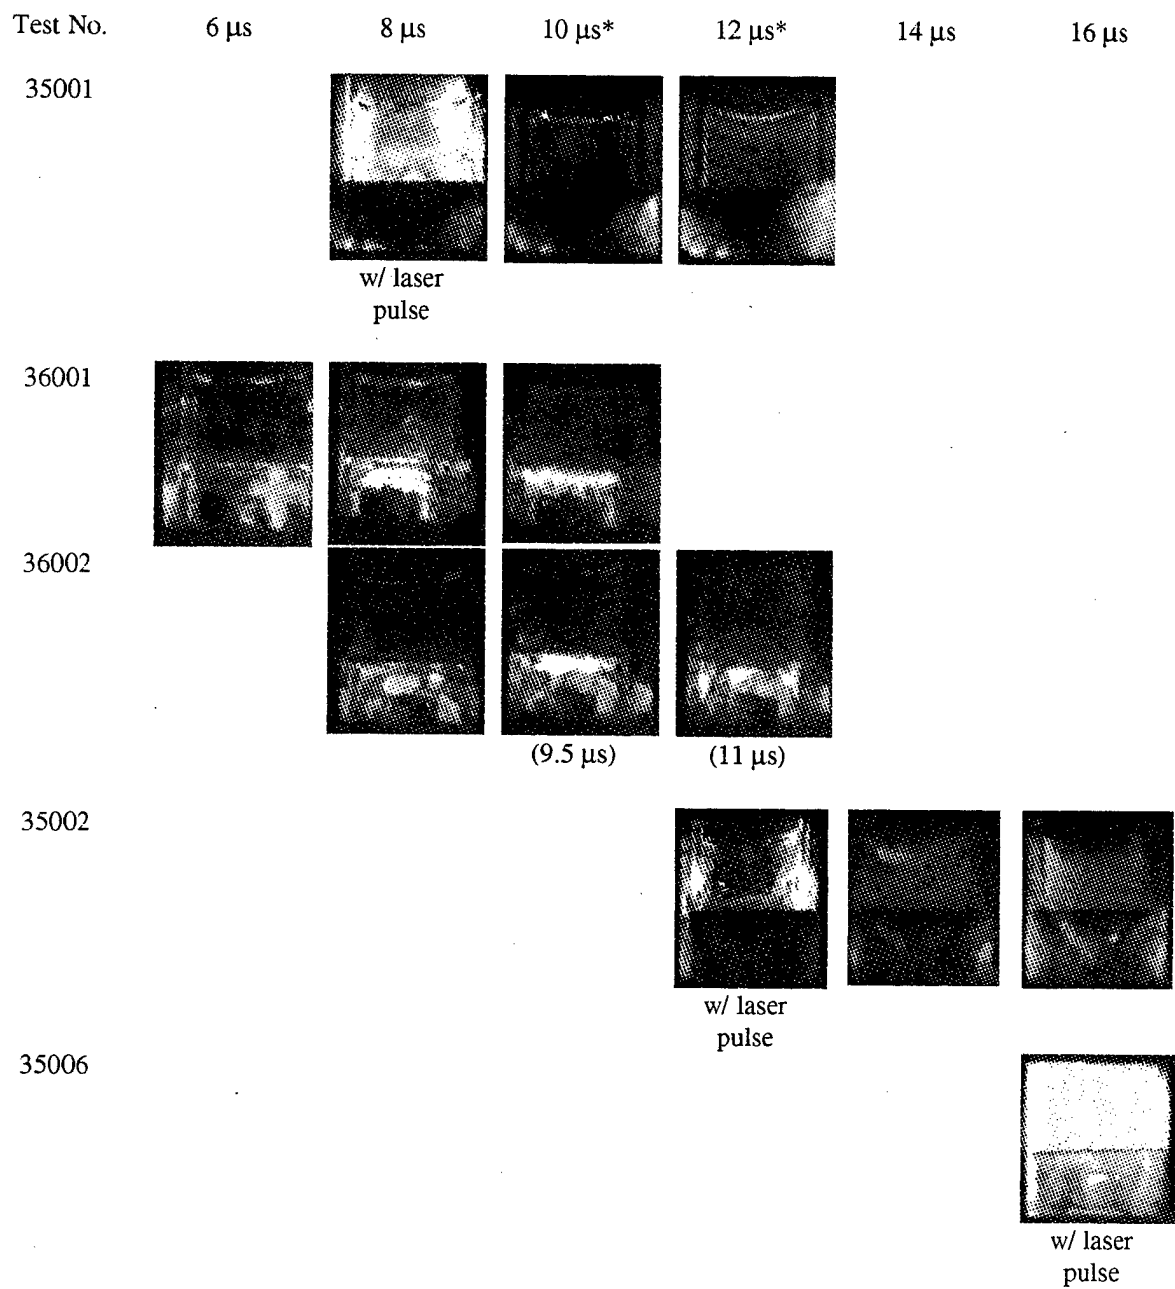 Test No. 6 µs 8 µs 10 µs* 12 µs* 14 µs 16 µs
35001
w/ laser
pulse
36001
36002
(9.5 µs) (11 µs)
35002
w/ laser
pulse
35006
w/ laser
pulse